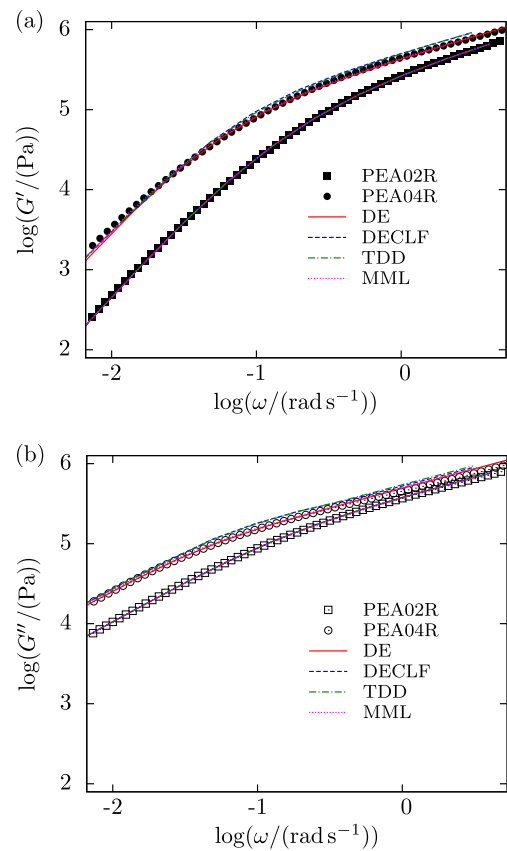 (a)
6
5
4
3
2
log(G′/(Pa))
PEA02R
PEA04R
DE
DECLF
TDD
MML
-2 -1 0
log(ω/(rad s⁻¹))
(b)
6
5
4
3
2
log(G″/(Pa))
PEA02R
PEA04R
DE
DECLF
TDD
MML
-2 -1 0
log(ω/(rad s⁻¹))